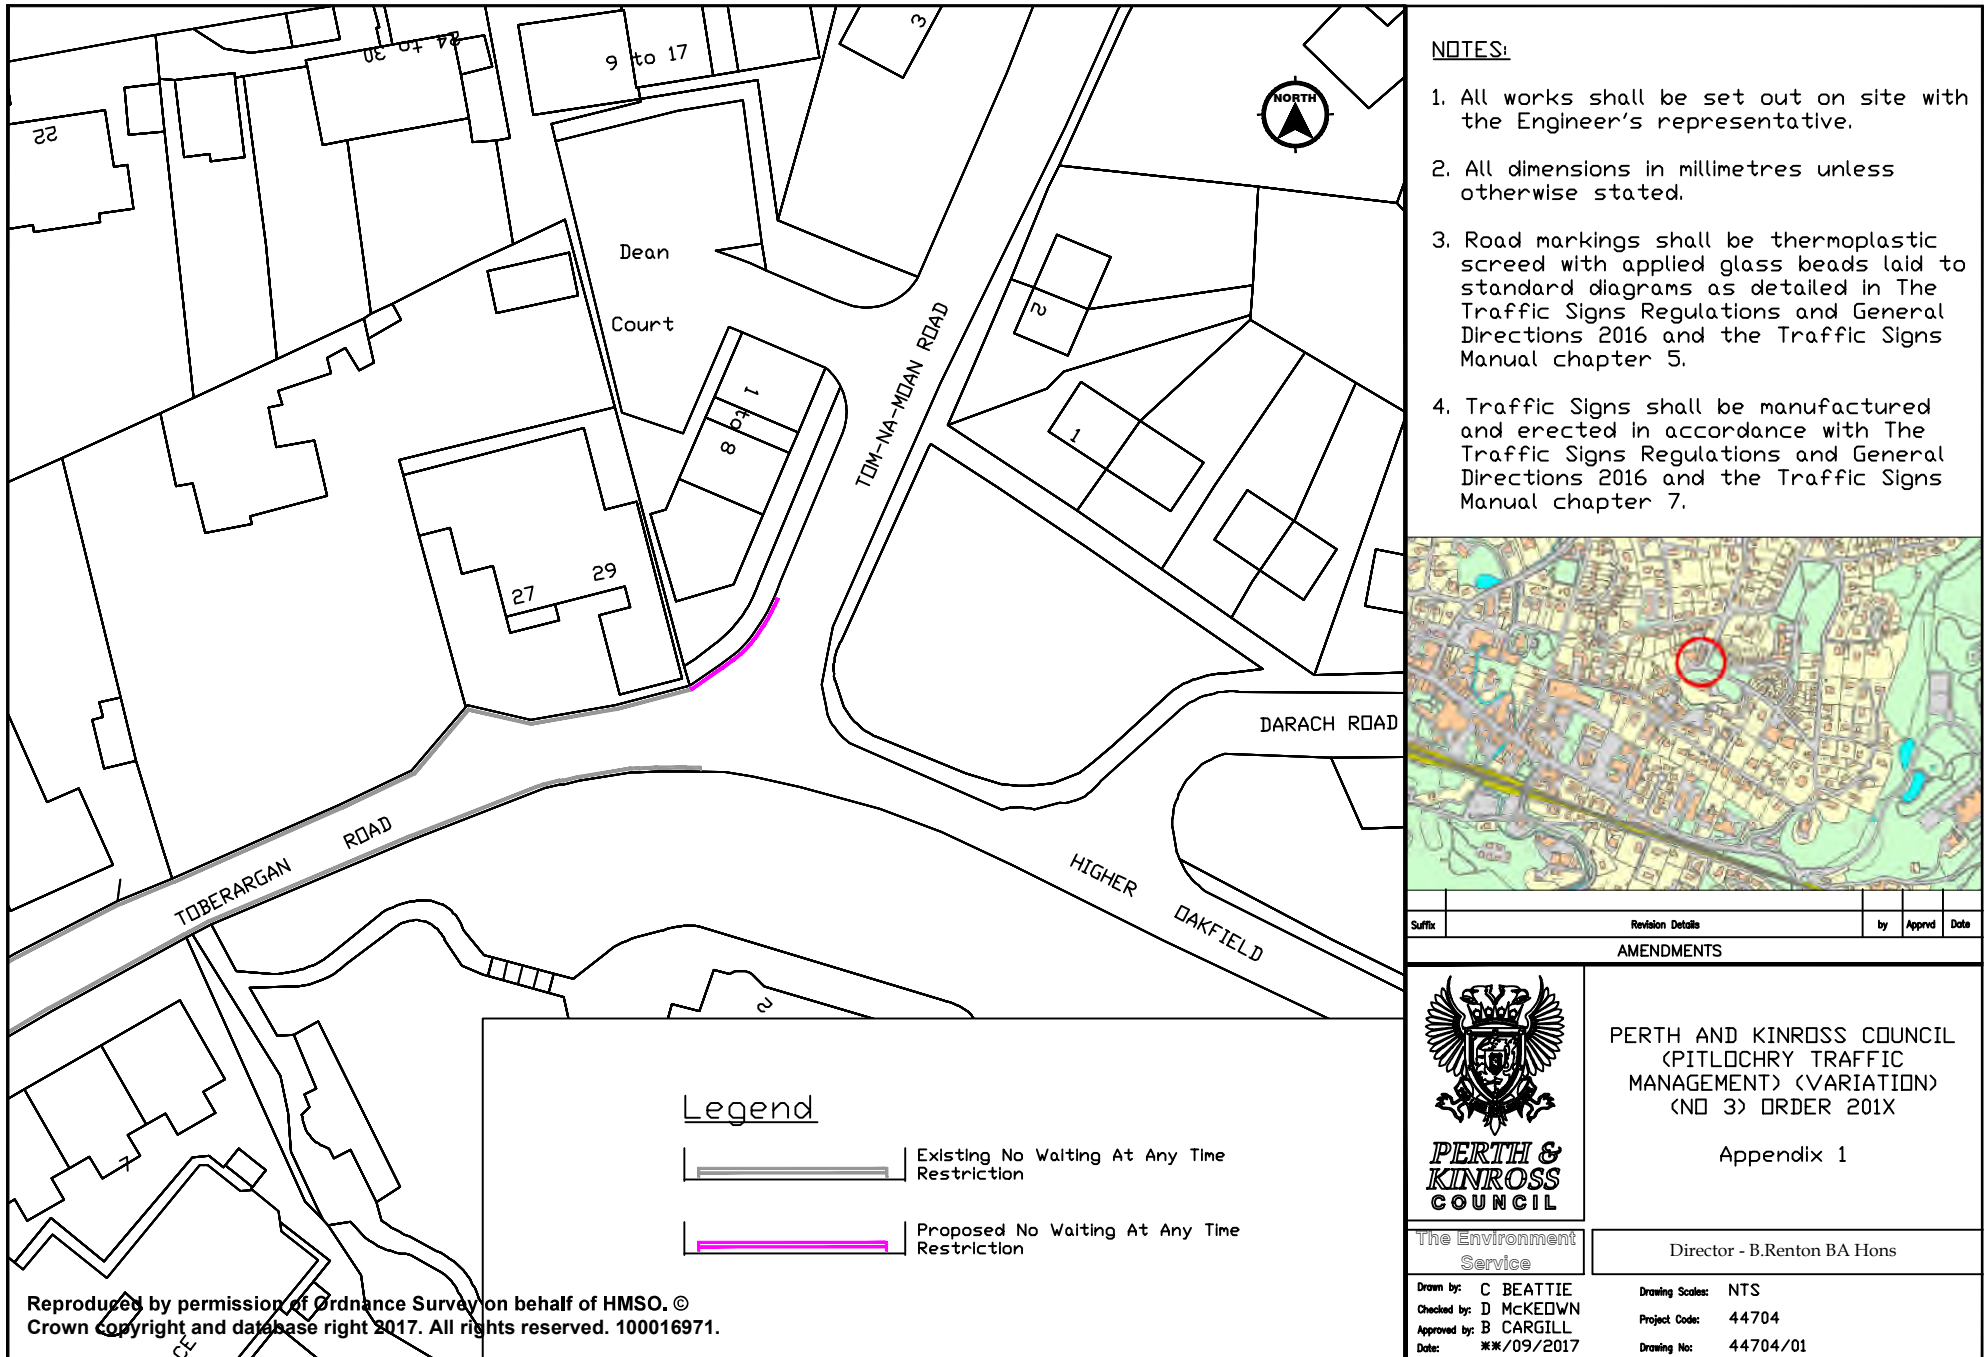 24 to 30
9 to 17
3
22
NORTH
Dean
Court
2
TOM-NA-MOAN ROAD
1 to 8
1
27
29
DARACH ROAD
TOBERARGAN ROAD
HIGHER OAKFIELD
2
7
CE
Legend
Existing No Waiting At Any Time
Restriction
Proposed No Waiting At Any Time
Restriction
Reproduced by permission of Ordnance Survey on behalf of HMSO. ©
Crown copyright and database right 2017. All rights reserved. 100016971.
NOTES:
1. All works shall be set out on site with
the Engineer's representative.
2. All dimensions in millimetres unless
otherwise stated.
3. Road markings shall be thermoplastic
screed with applied glass beads laid to
standard diagrams as detailed in The
Traffic Signs Regulations and General
Directions 2016 and the Traffic Signs
Manual chapter 5.
4. Traffic Signs shall be manufactured
and erected in accordance with The
Traffic Signs Regulations and General
Directions 2016 and the Traffic Signs
Manual chapter 7.
Suffix Revision Details by Apprvd Date
AMENDMENTS
PERTH &
KINROSS
COUNCIL
PERTH AND KINROSS COUNCIL
(PITLOCHRY TRAFFIC
MANAGEMENT) (VARIATION)
(NO 3) ORDER 201X
Appendix 1
The Environment
Service
Director - B.Renton BA Hons
Drawn by: C BEATTIE
Checked by: D McKEOWN
Approved by: B CARGILL
Date: **/09/2017
Drawing Scales: NTS
Project Code: 44704
Drawing No: 44704/01